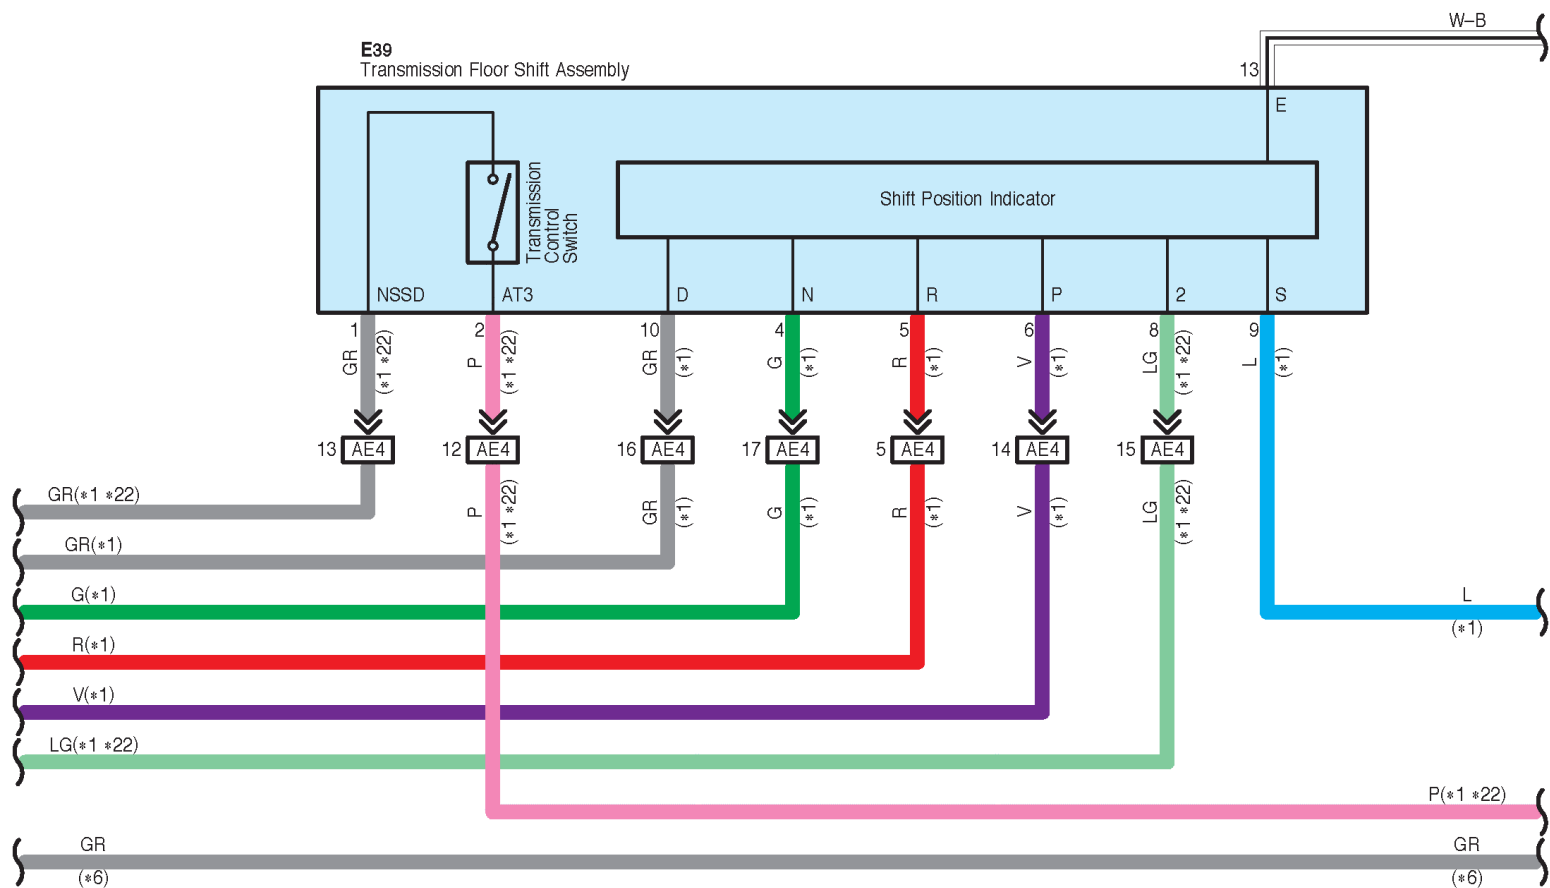 W–B
E39
Transmission Floor Shift Assembly
13
E
Transmission
Control
Switch
Shift Position Indicator
NSSD
AT3
D
N
R
P
2
S
1
2
10
4
5
6
8
9
GR
(*1 *22)
P
(*1 *22)
GR
(*1)
G
(*1)
R
(*1)
V
(*1)
LG
(*1 *22)
L
(*1)
13 AE4
12 AE4
16 AE4
17 AE4
5 AE4
14 AE4
15 AE4
GR(*1 *22)
P
(*1 *22)
GR
(*1)
G
(*1)
R
(*1)
V
(*1)
LG
(*1 *22)
GR(*1)
G(*1)
L
(*1)
R(*1)
V(*1)
LG(*1 *22)
P(*1 *22)
GR
(*6)
GR
(*6)